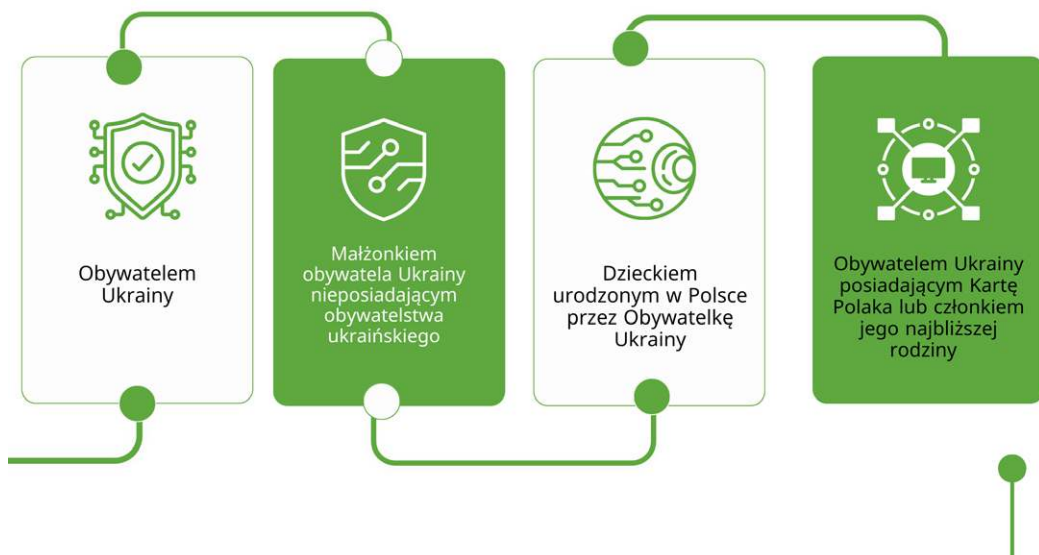 Obywatelem
Ukrainy
Małżonkiem
obywatela Ukrainy
nieposiadającym
obywatelstwa
ukraińskiego
Dzieckiem
urodzonym w Polsce
przez Obywatelkę
Ukrainy
Obywatelem Ukrainy
posiadającym Kartę
Polaka lub członkiem
jego najbliższej
rodziny